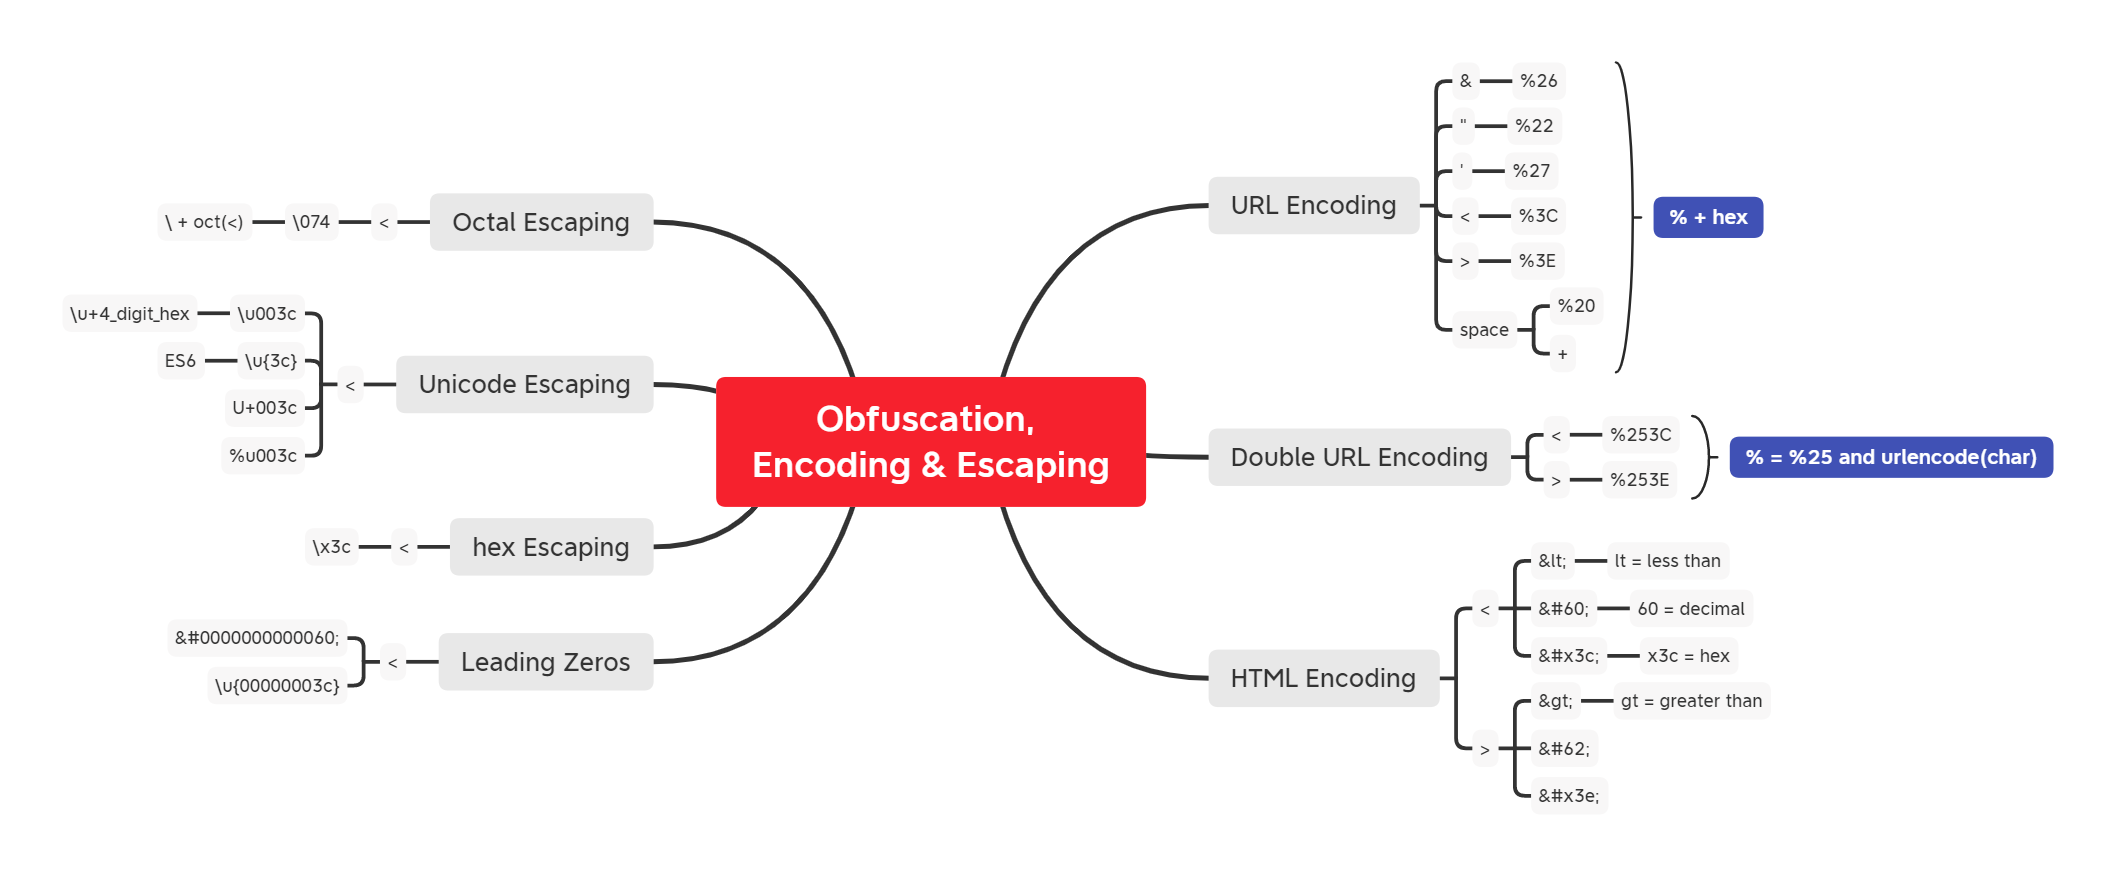 Obfuscation,
Encoding & Escaping
Octal Escaping
<
\074
\ + oct(<)
Unicode Escaping
<
\u003c
\u+4_digit_hex
\u{3c}
ES6
U+003c
%u003c
hex Escaping
<
\x3c
Leading Zeros
<
&#0000000000060;
\u{00000003c}
URL Encoding
&
%26
"
%22
'
%27
<
%3C
>
%3E
space
%20
+
% + hex
Double URL Encoding
<
%253C
>
%253E
% = %25 and urlencode(char)
HTML Encoding
<
&lt;
lt = less than
&#60;
60 = decimal
&#x3c;
x3c = hex
>
&gt;
gt = greater than
&#62;
&#x3e;